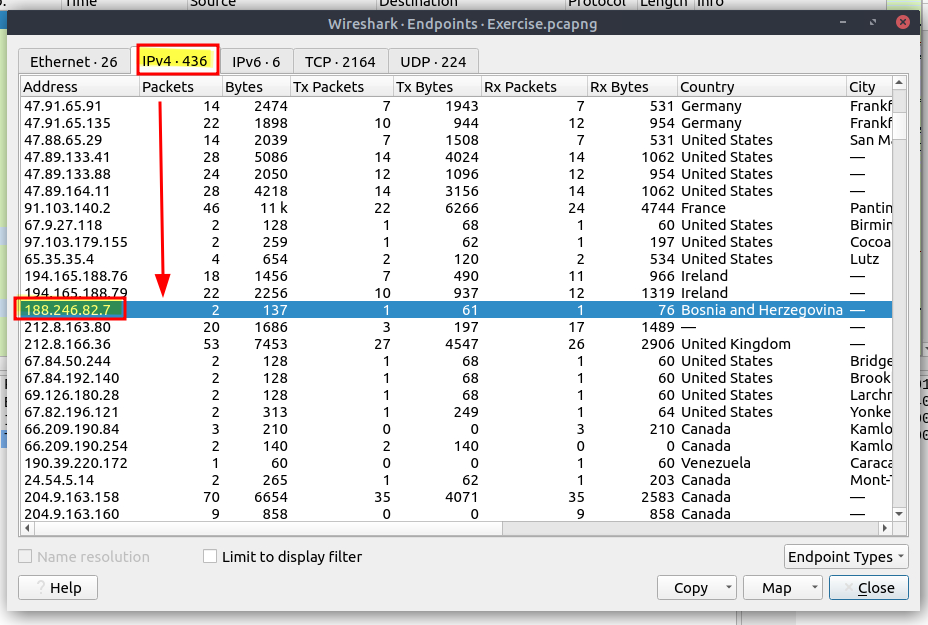 Time Source Destination Protocol Length Info
Wireshark · Endpoints · Exercise.pcapng
Ethernet · 26 IPv4 · 436 IPv6 · 6 TCP · 2164 UDP · 224
Address Packets Bytes Tx Packets Tx Bytes Rx Packets Rx Bytes Country City
47.91.65.91 14 2474 7 1943 7 531 Germany Frankf
47.91.65.135 22 1898 10 944 12 954 Germany Frankf
47.88.65.29 14 2039 7 1508 7 531 United States San Ma
47.89.133.41 28 5086 14 4024 14 1062 United States —
47.89.133.88 24 2050 12 1096 12 954 United States —
47.89.164.11 28 4218 14 3156 14 1062 United States —
91.103.140.2 46 11 k 22 6266 24 4744 France Pantin
67.9.27.118 2 128 1 68 1 60 United States Birmin
97.103.179.155 2 259 1 62 1 197 United States Cocoa
65.35.35.4 4 654 2 120 2 534 United States Lutz
194.165.188.76 18 1456 7 490 11 966 Ireland —
194.165.188.79 22 2256 10 937 12 1319 Ireland —
188.246.82.7 2 137 1 61 1 76 Bosnia and Herzegovina —
212.8.163.80 20 1686 3 197 17 1489 — —
212.8.166.36 53 7453 27 4547 26 2906 United Kingdom —
67.84.50.244 2 128 1 68 1 60 United States Bridge
67.84.192.140 2 128 1 68 1 60 United States Brook
69.126.180.28 2 128 1 68 1 60 United States Larchm
67.82.196.121 2 313 1 249 1 64 United States Yonke
66.209.190.84 3 210 0 0 3 210 Canada Kamlo
66.209.190.254 2 140 2 140 0 0 Canada Kamlo
190.39.220.172 1 60 0 0 1 60 Venezuela Caraca
24.54.5.14 2 265 1 62 1 203 Canada Mont-T
204.9.163.158 70 6654 35 4071 35 2583 Canada —
204.9.163.160 9 858 0 0 9 858 Canada —
Name resolution Limit to display filter Endpoint Types
? Help Copy Map Close